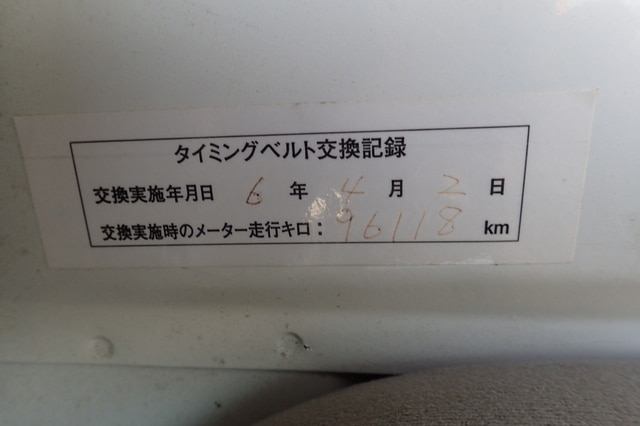 タイミングベルト交換記録
交換実施年月日 6 年 4 月 2 日
交換実施時のメーター走行キロ：96118 km